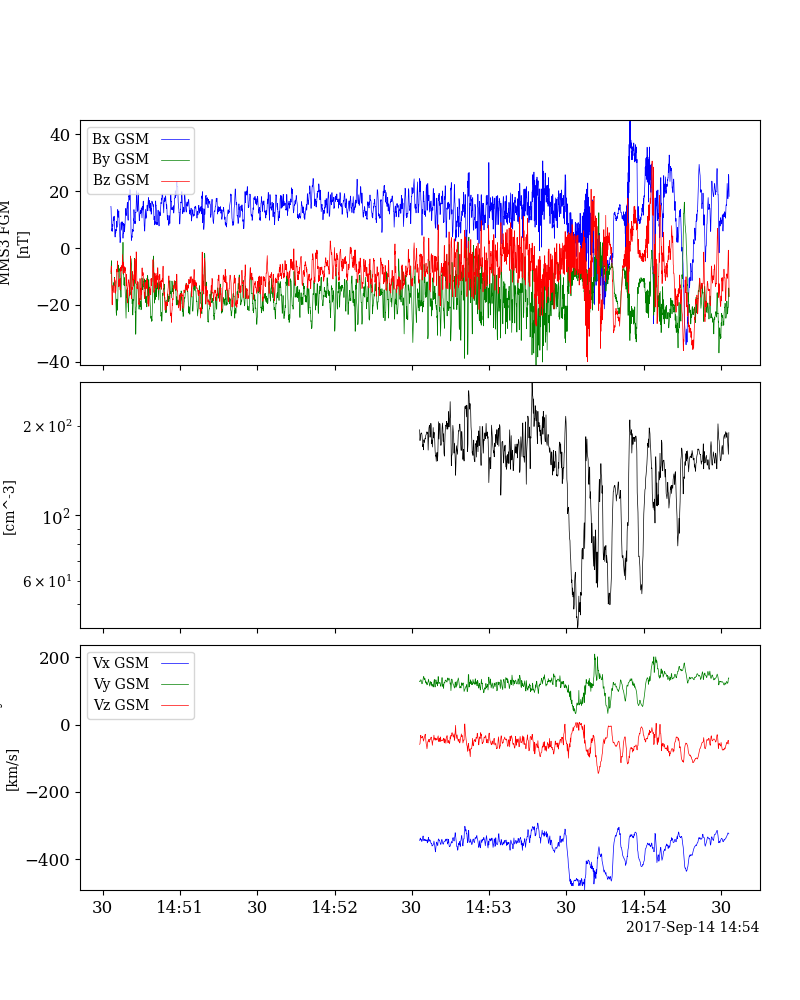 40
20
0
−20
−40
MMS3 FGM
[nT]
Bx GSM
By GSM
Bz GSM
2 × 10²
10²
6 × 10¹
[cm^-3]
200
0
−200
−400
[km/s]
Vx GSM
Vy GSM
Vz GSM
30 14:51 30 14:52 30 14:53 30 14:54 30
2017-Sep-14 14:54